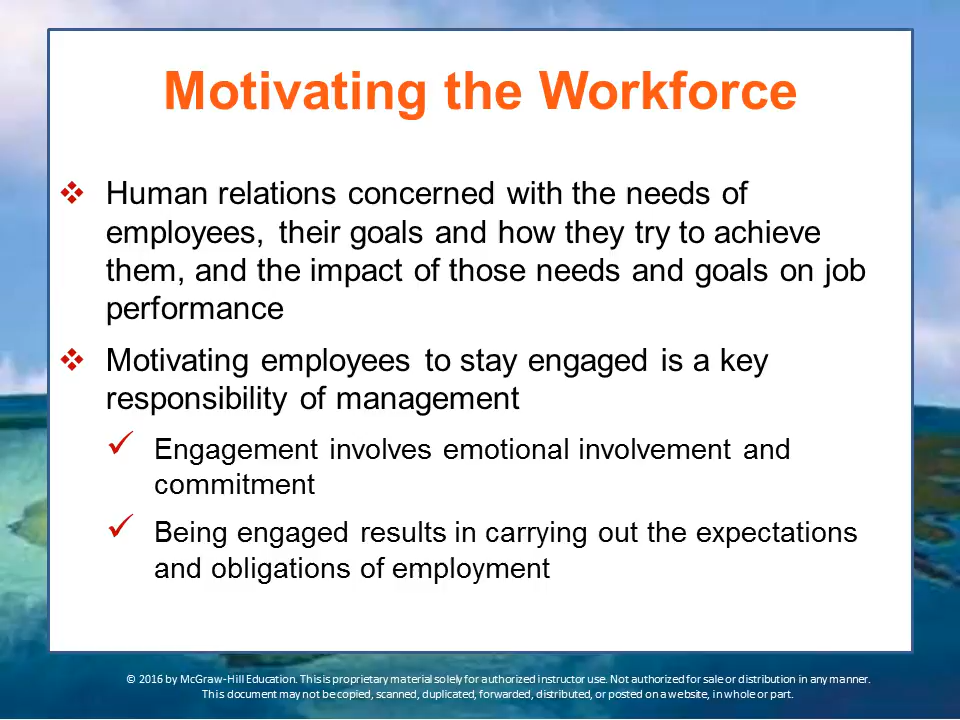 Motivating the Workforce
Human relations concerned with the needs of
employees, their goals and how they try to achieve
them, and the impact of those needs and goals on job
performance
Motivating employees to stay engaged is a key
responsibility of management
Engagement involves emotional involvement and
commitment
Being engaged results in carrying out the expectations
and obligations of employment
© 2016 by McGraw-Hill Education. This is proprietary material solely for authorized instructor use. Not authorized for sale or distribution in any manner.
This document may not be copied, scanned, duplicated, forwarded, distributed, or posted on a website, in whole or part.